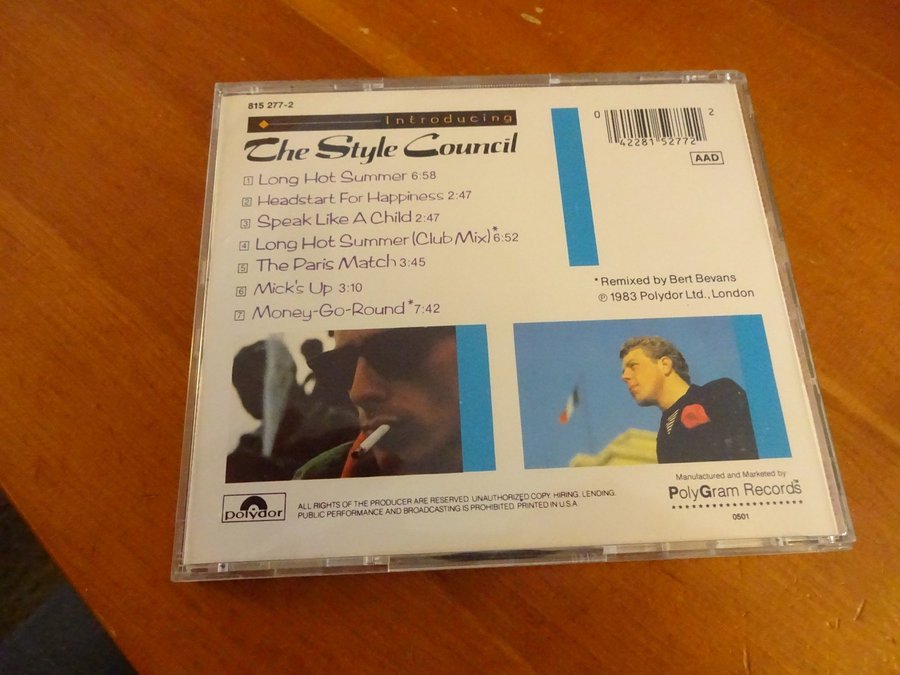 815 277-2
Introducing
The Style Council
1 Long Hot Summer 6:58
2 Headstart For Happiness 2:47
3 Speak Like A Child 2:47
4 Long Hot Summer (Club Mix)* 6:52
5 The Paris Match 3:45
6 Mick's Up 3:10
7 Money-Go-Round* 7:42
0 42281 52772 2
AAD
*Remixed by Bert Bevans
℗ 1983 Polydor Ltd., London
polydor
ALL RIGHTS OF THE PRODUCER ARE RESERVED. UNAUTHORIZED COPY. HIRING. LENDING.
PUBLIC PERFORMANCE AND BROADCASTING IS PROHIBITED. PRINTED IN U.S.A.
Manufactured and Marketed by
PolyGram Records™
0501